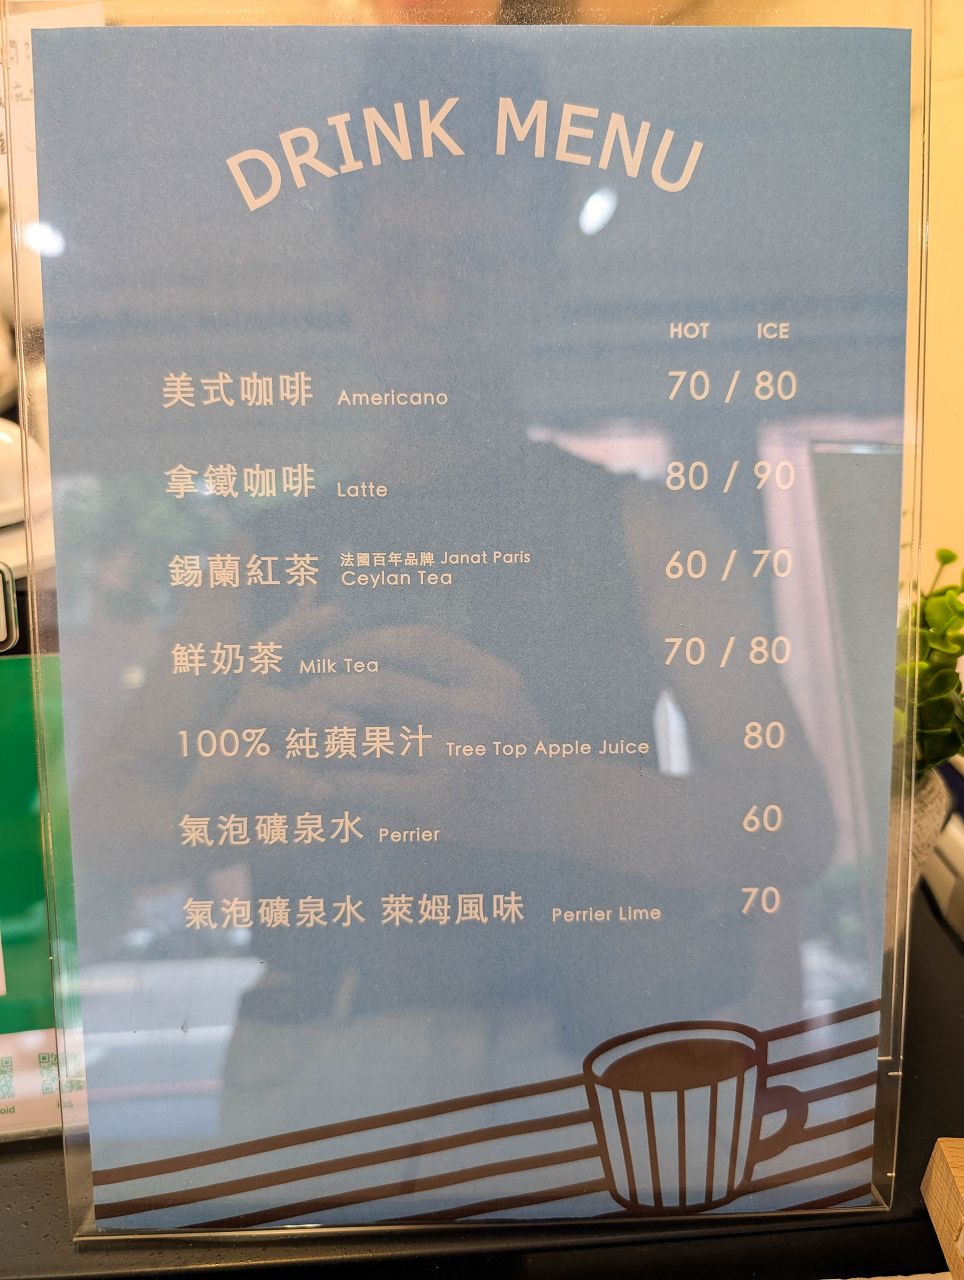 DRINK MENU
HOT ICE
美式咖啡 Americano 70 / 80
拿鐵咖啡 Latte 80 / 90
錫蘭紅茶 法國百年品牌 Janat Paris
Ceylan Tea 60 / 70
鮮奶茶 Milk Tea 70 / 80
100% 純蘋果汁 Tree Top Apple Juice 80
氣泡礦泉水 Perrier 60
氣泡礦泉水 萊姆風味 Perrier Lime 70
oid iOS